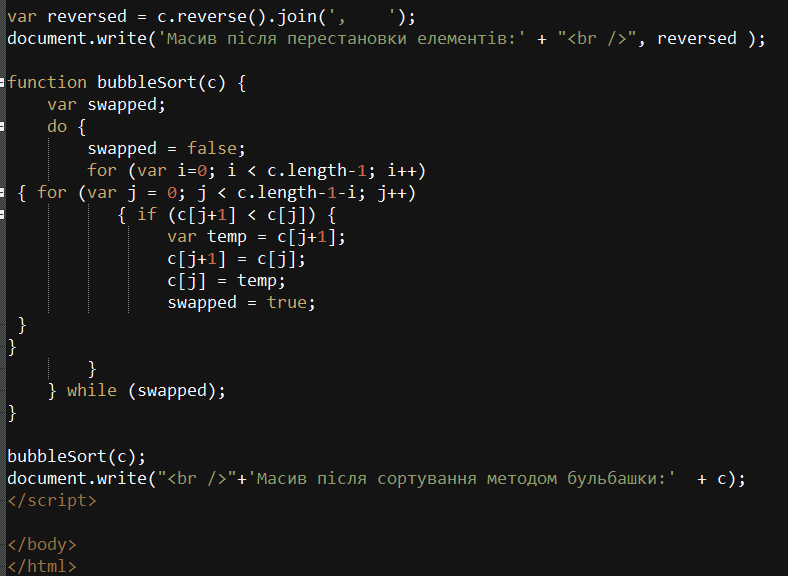 var reversed = c.reverse().join(',    ');
document.write('Масив після перестановки елементів:' + "<br />", reversed );
function bubbleSort(c) {
    var swapped;
    do {
        swapped = false;
        for (var i=0; i < c.length-1; i++)
 { for (var j = 0; j < c.length-1-i; j++)
           { if (c[j+1] < c[j]) {
                var temp = c[j+1];
                c[j+1] = c[j];
                c[j] = temp;
                swapped = true;
 }
}
        }
    } while (swapped);
}
bubbleSort(c);
document.write("<br />"+'Масив після сортування методом бульбашки:'  + c);
</script>
</body>
</html>